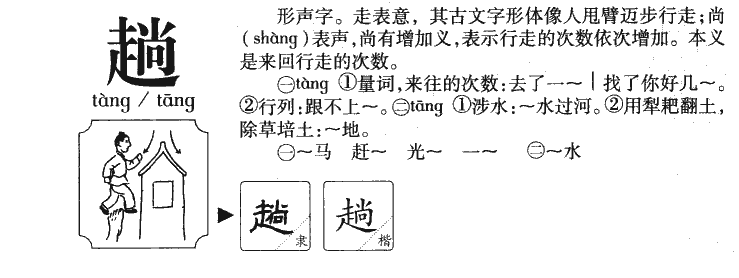 趟
tàng / tāng
形声字。走表意，其古文字形体像人甩臂迈步行走；尚
(shàng)表声，尚有增加义，表示行走的次数依次增加。本义
是来回行走的次数。
㊀tàng ①量词，来往的次数：去了一～｜找了你好几～。
②行列：跟不上～。㊁tāng ①涉水：～水过河。②用犁耙翻土，
除草培土：～地。
㊀～马 赶～ 光～ 一～ ㊁～水
趟 隶
趟 楷